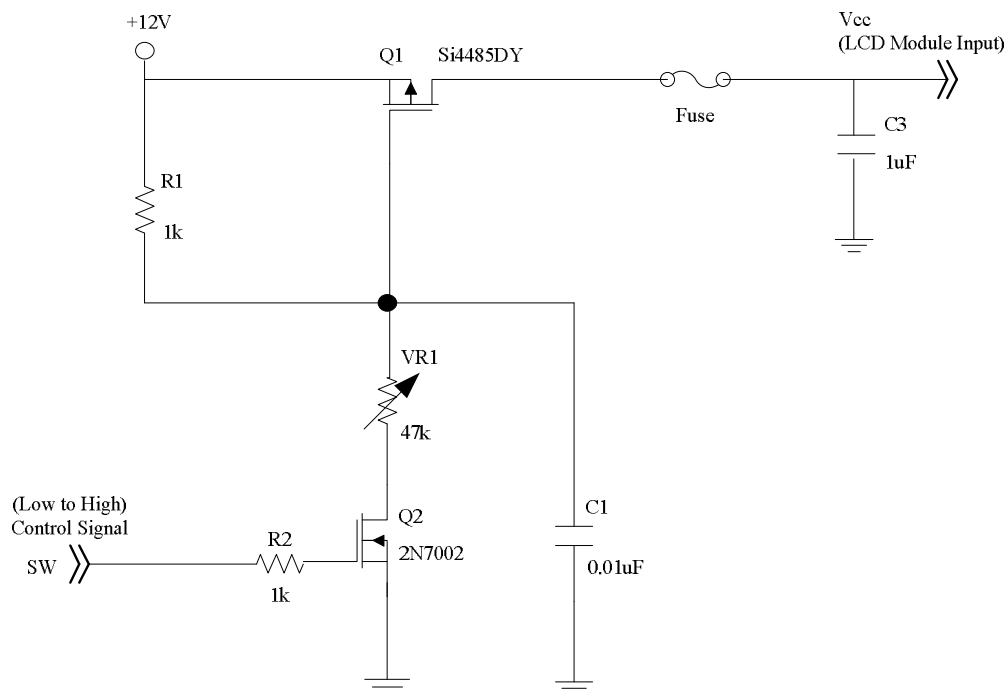 +12V
Vcc
(LCD Module Input)
Q1
Si4485DY
Fuse
C3
1uF
R1
1k
VR1
47k
(Low to High)
Control Signal
SW
R2
1k
Q2
2N7002
C1
0.01uF